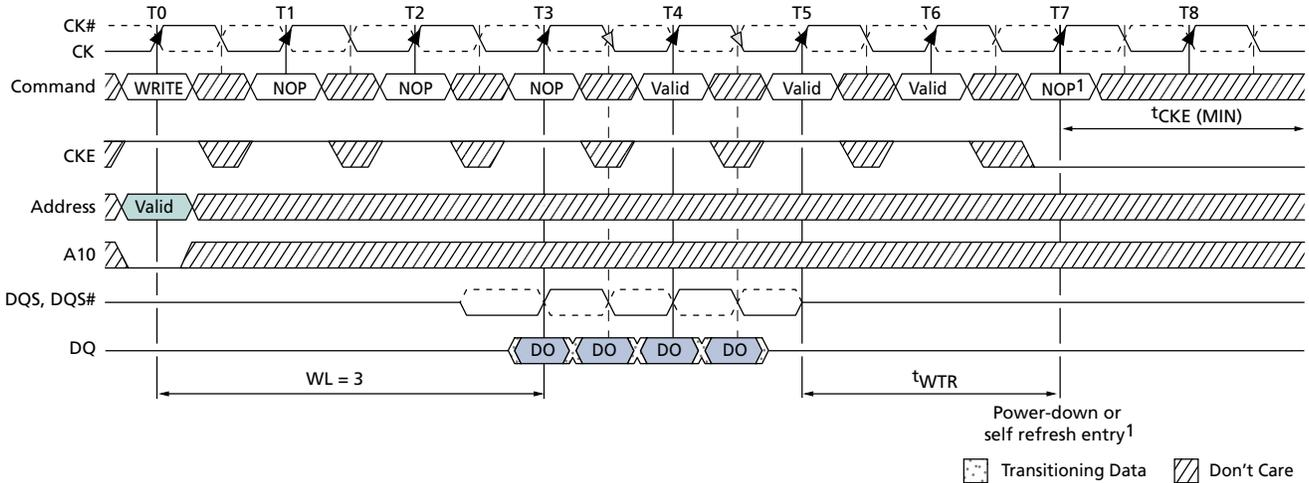 T0 T1 T2 T3 T4 T5 T6 T7 T8
CK#
CK
Command WRITE NOP NOP NOP Valid Valid Valid NOP1
tCKE (MIN)
CKE
Address Valid
A10
DQS, DQS#
DQ DO DO DO DO
WL = 3 tWTR
Power-down or
self refresh entry1
Transitioning Data Don't Care